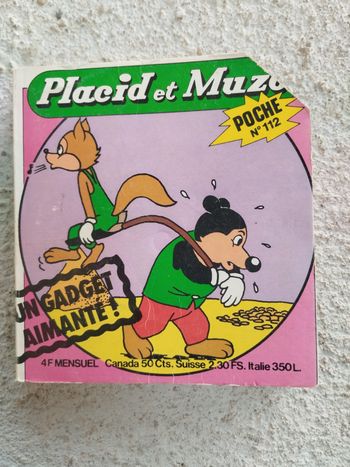 Placid et Muzo
POCHE
N° 112
UN GADGET
AIMANTÉ !
4F MENSUEL Canada 50 Cts. Suisse 2.30 FS. Italie 350 L.